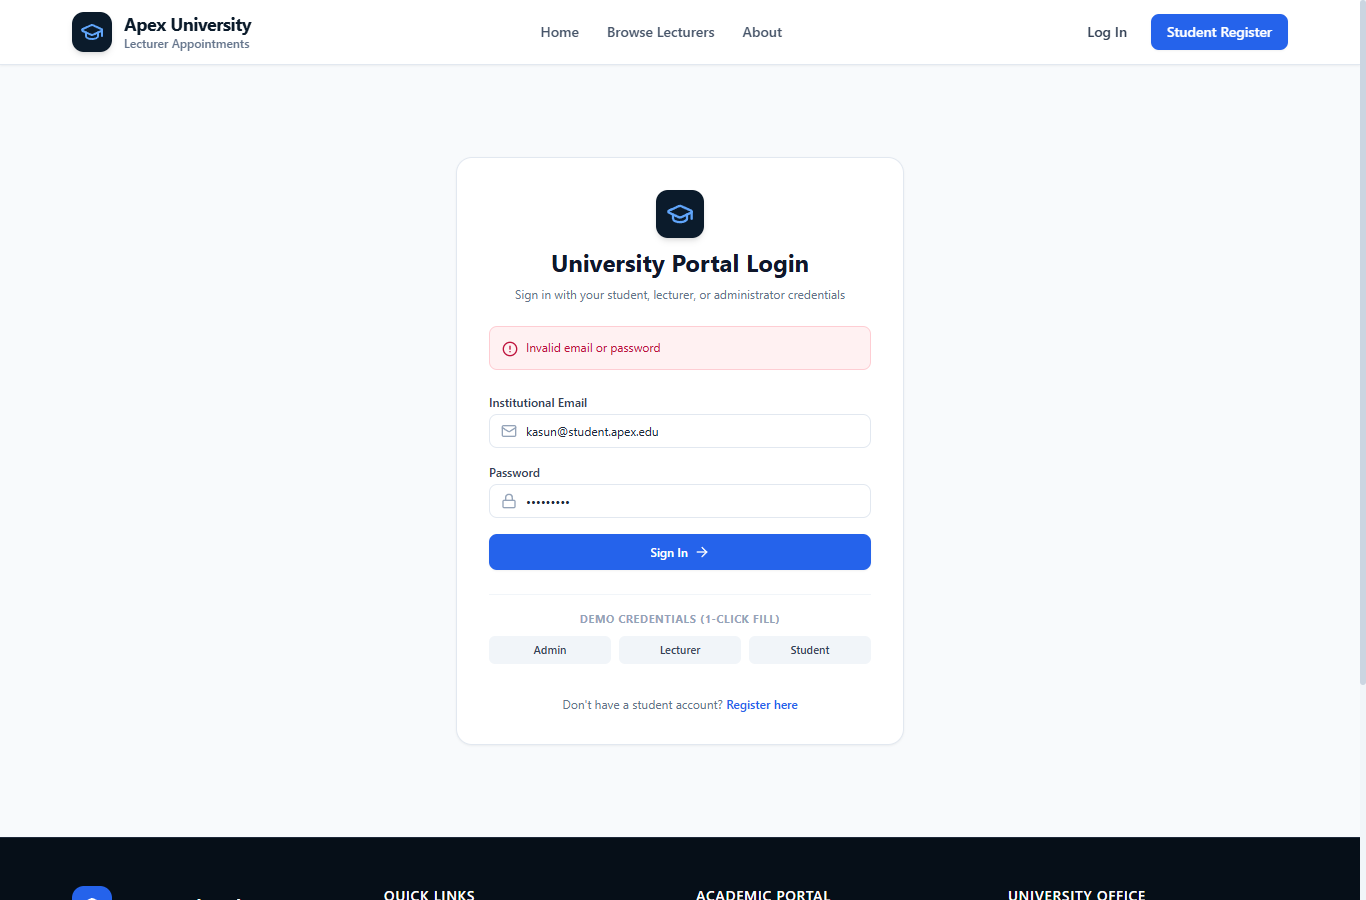 Apex University
Lecturer Appointments
Home
Browse Lecturers
About
Log In
Student Register
University Portal Login
Sign in with your student, lecturer, or administrator credentials
Invalid email or password
Institutional Email
kasun@student.apex.edu
Password
•••••••••
Sign In →
DEMO CREDENTIALS (1-CLICK FILL)
Admin
Lecturer
Student
Don't have a student account? Register here
QUICK LINKS
ACADEMIC PORTAL
UNIVERSITY OFFICE